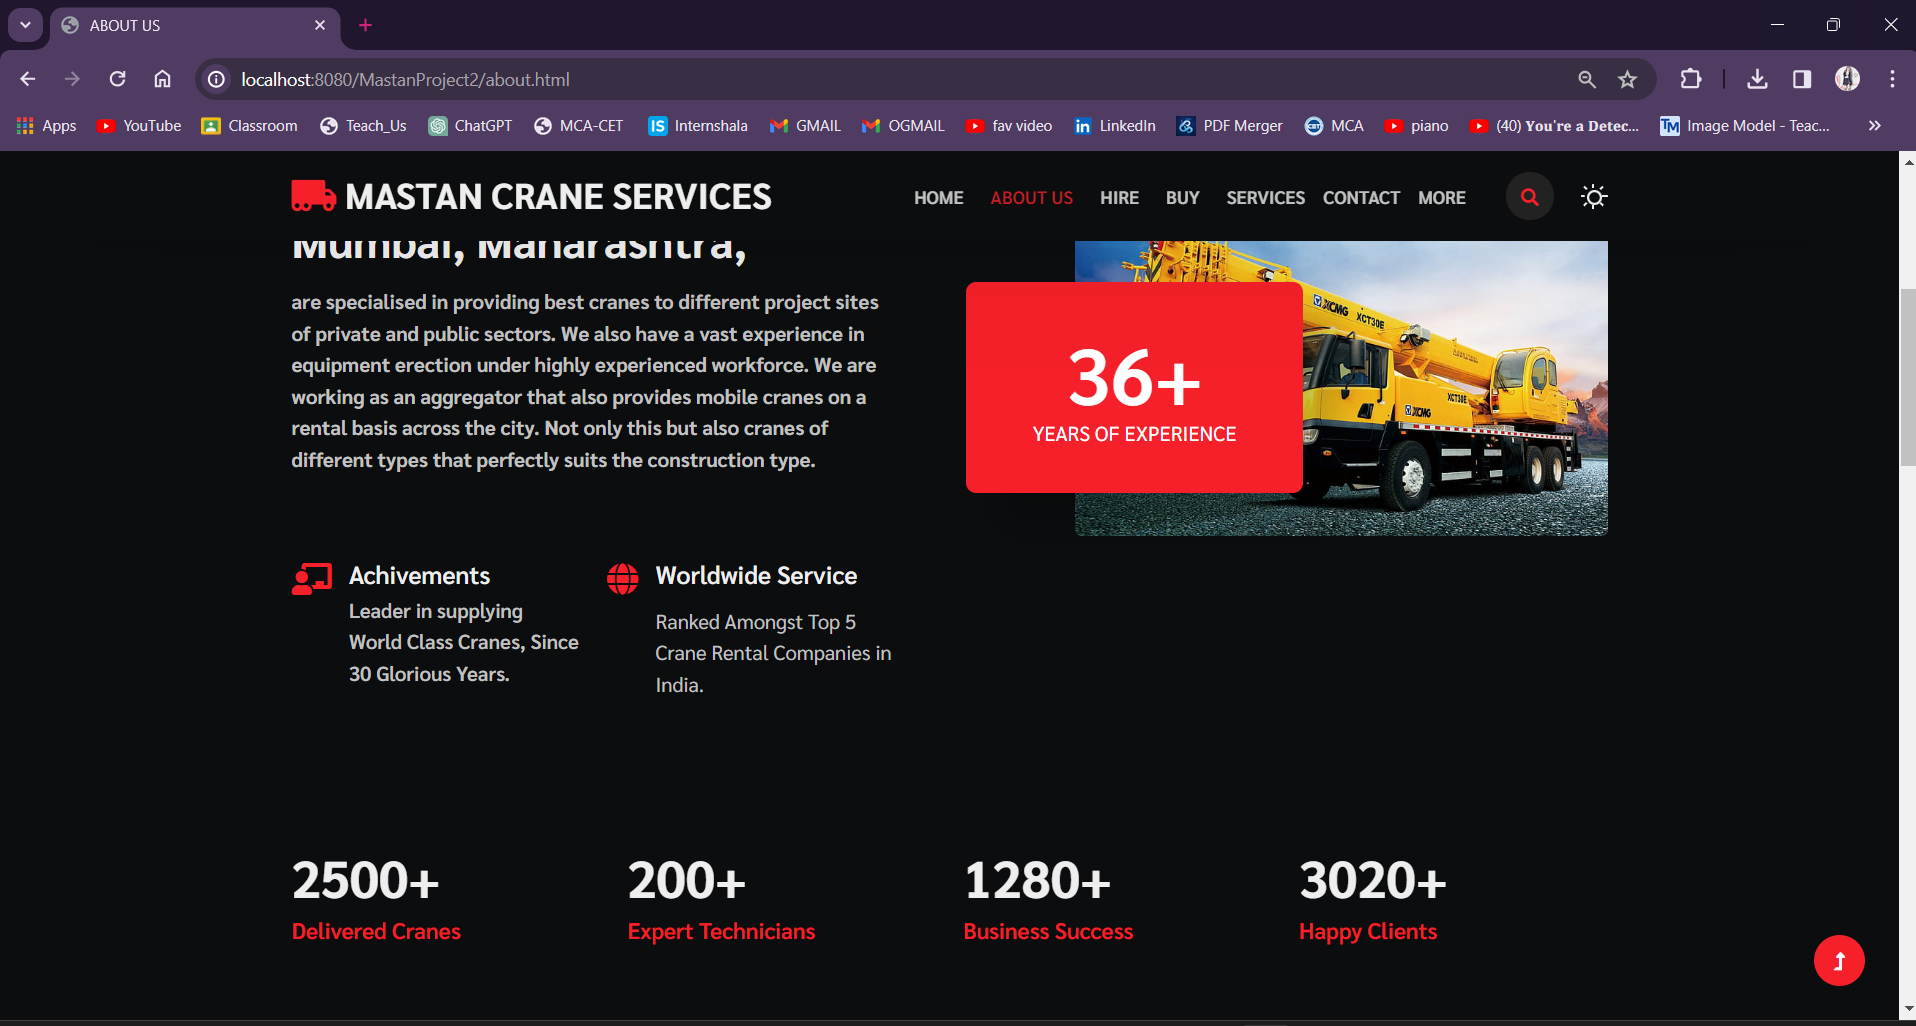 ABOUT US
localhost:8080/MastanProject2/about.html
Apps YouTube Classroom Teach_Us ChatGPT MCA-CET Internshala GMAIL OGMAIL fav video LinkedIn PDF Merger MCA piano (40) You're a Detec... Image Model - Teac... »
MASTAN CRANE SERVICES
HOME ABOUT US HIRE BUY SERVICES CONTACT MORE
Mumbai, Maharashtra,
are specialised in providing best cranes to different project sites
of private and public sectors. We also have a vast experience in
equipment erection under highly experienced workforce. We are
working as an aggregator that also provides mobile cranes on a
rental basis across the city. Not only this but also cranes of
different types that perfectly suits the construction type.
XCMG XCT30E
XCMG XCT30E
36+
YEARS OF EXPERIENCE
Achivements
Leader in supplying
World Class Cranes, Since
30 Glorious Years.
Worldwide Service
Ranked Amongst Top 5
Crane Rental Companies in
India.
2500+
Delivered Cranes
200+
Expert Technicians
1280+
Business Success
3020+
Happy Clients